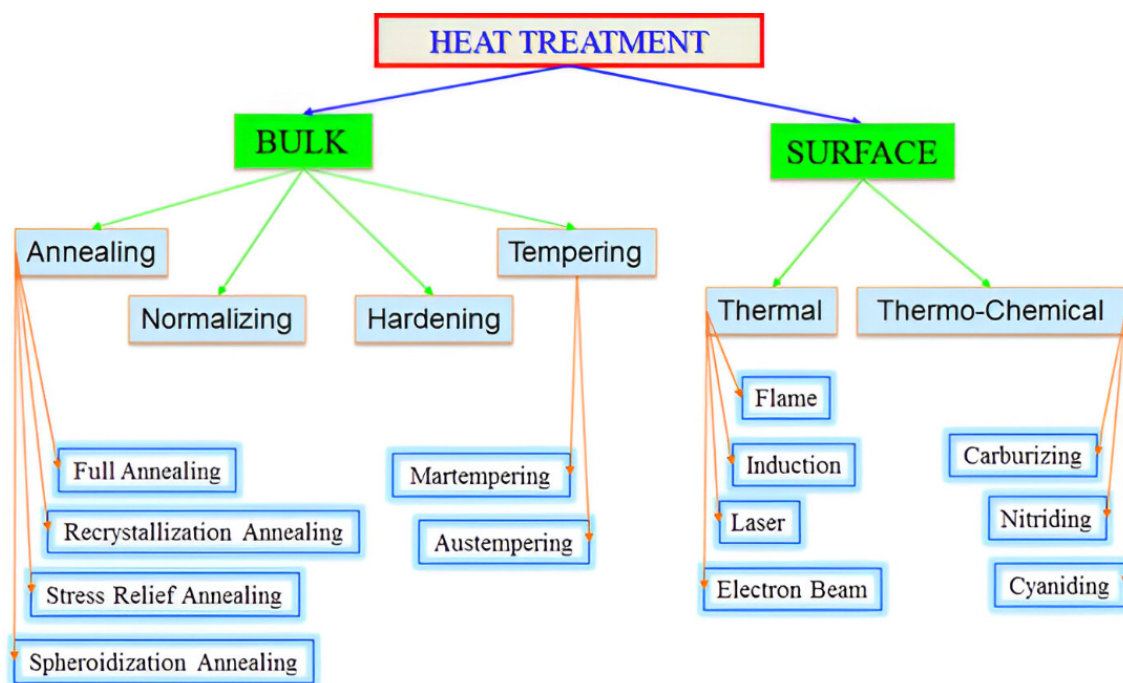 HEAT TREATMENT
BULK
SURFACE
Annealing
Tempering
Normalizing
Hardening
Thermal
Thermo-Chemical
Full Annealing
Recrystallization Annealing
Stress Relief Annealing
Spheroidization Annealing
Martempering
Austempering
Flame
Induction
Laser
Electron Beam
Carburizing
Nitriding
Cyaniding